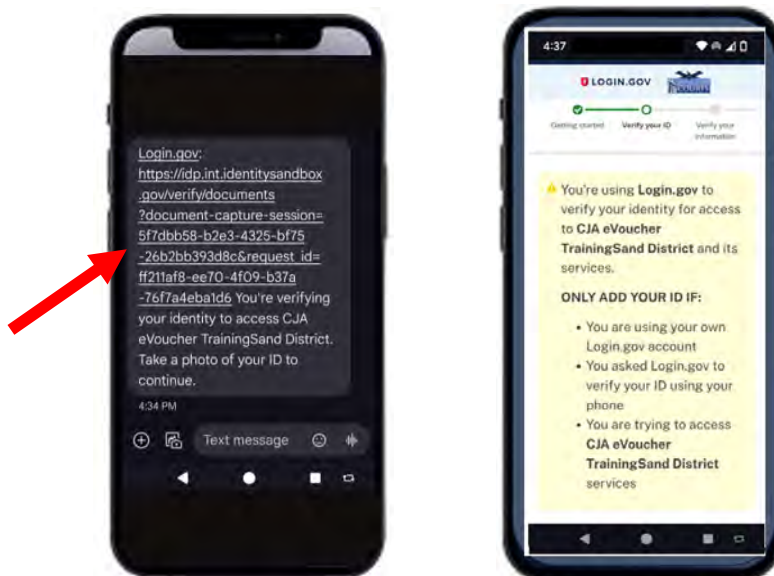 Login.gov:
https://idp.int.identitysandbox
.gov/verify/documents
?document-capture-session=
5f7dbb58-b2e3-4325-bf75
-26b2bb393d8c&request_id=
ff211af8-ee70-4f09-b37a
-76f7a4eba1d6 You're verifying
your identity to access CJA
eVoucher TrainingSand District.
Take a photo of your ID to
continue.
4:34 PM
Text message
4:37
LOGIN.GOV
Getting started Verify your ID Verify your
information
You're using Login.gov to
verify your identity for access
to CJA eVoucher
TrainingSand District and its
services.
ONLY ADD YOUR ID IF:
• You are using your own
Login.gov account
• You asked Login.gov to
verify your ID using your
phone
• You are trying to access
CJA eVoucher
TrainingSand District
services